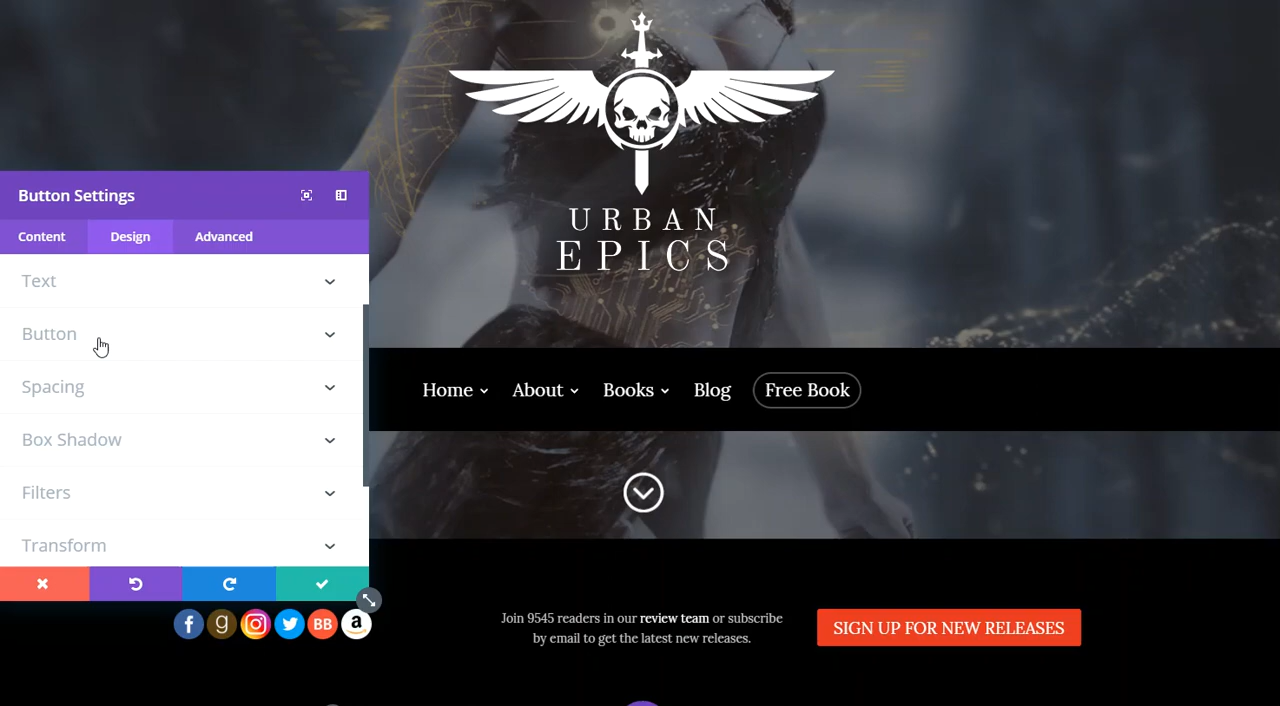 URBAN
EPICS
Button Settings
Content Design Advanced
Text
Button
Spacing
Box Shadow
Filters
Transform
Home About Books Blog Free Book
f g BB a
Join 9545 readers in our review team or subscribe
by email to get the latest new releases.
SIGN UP FOR NEW RELEASES